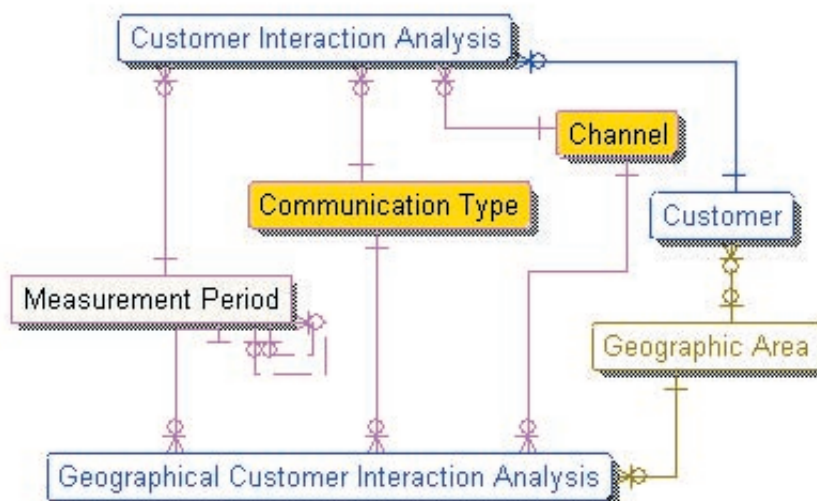 Customer Interaction Analysis
Channel
Communication Type
Customer
Measurement Period
Geographic Area
Geographical Customer Interaction Analysis